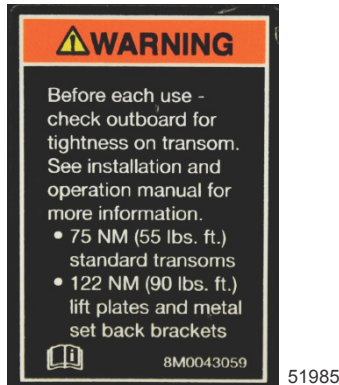 WARNING
Before each use -
check outboard for
tightness on transom.
See installation and
operation manual for
more information.
• 75 NM (55 lbs. ft.)
standard transoms
• 122 NM (90 lbs. ft.)
lift plates and metal
set back brackets
8M0043059
51985